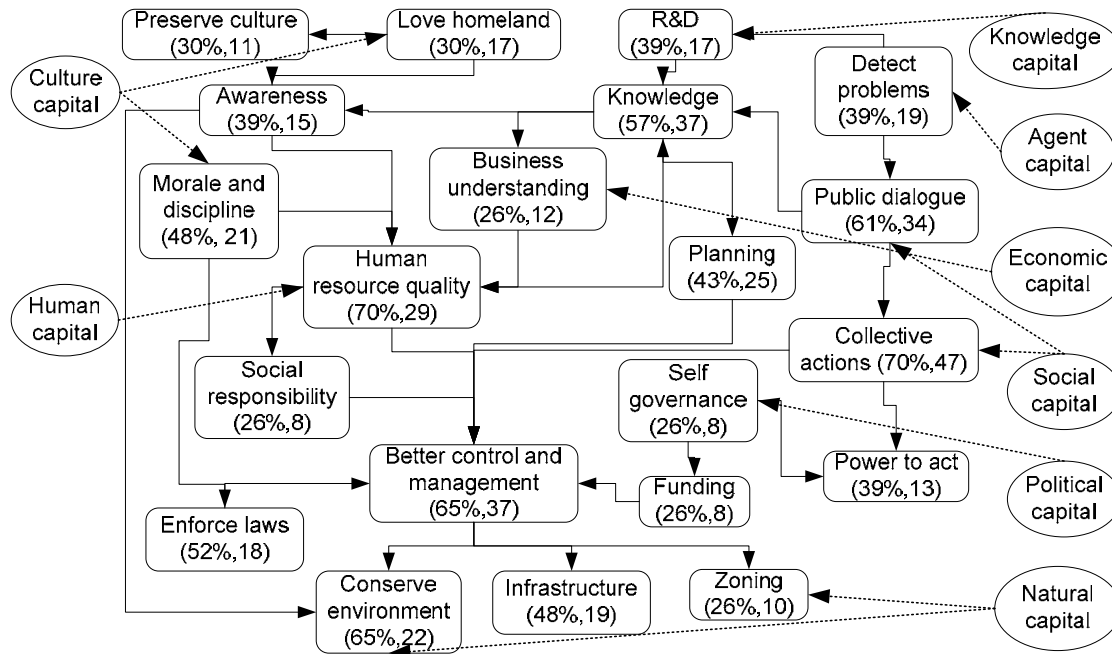 Preserve culture
(30%,11)
Love homeland
(30%,17)
R&D
(39%,17)
Knowledge
capital
Detect
problems
(39%,19)
Culture
capital
Awareness
(39%,15)
Knowledge
(57%,37)
Agent
capital
Business
understanding
(26%,12)
Morale and
discipline
(48%, 21)
Public dialogue
(61%,34)
Human
resource quality
(70%,29)
Planning
(43%,25)
Economic
capital
Human
capital
Collective
actions (70%,47)
Social
responsibility
(26%,8)
Self
governance
(26%,8)
Social
capital
Better control and
management
(65%,37)
Funding
(26%,8)
Power to act
(39%,13)
Political
capital
Enforce laws
(52%,18)
Conserve
environment
(65%,22)
Infrastructure
(48%,19)
Zoning
(26%,10)
Natural
capital